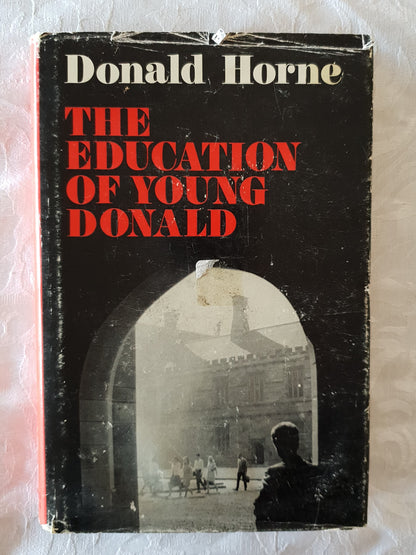 Donald Horne
THE
EDUCATION
OF YOUNG
DONALD